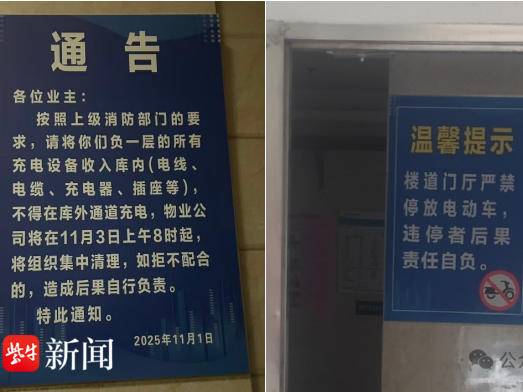 通告
各位业主：
按照上级消防部门的要
求，请将你们负一层的所有
充电设备收入库内(电线、
电缆、充电器、插座等)，
不得在库外通道充电，物业公
司将在11月3日上午8时起，
将组织集中清理，如拒不配合
的，造成后果自行负责。
特此通知。
2025年11月1日
紫牛新闻
温馨提示
楼道门厅严禁
停放电动车，
违停者后果
责任自负。